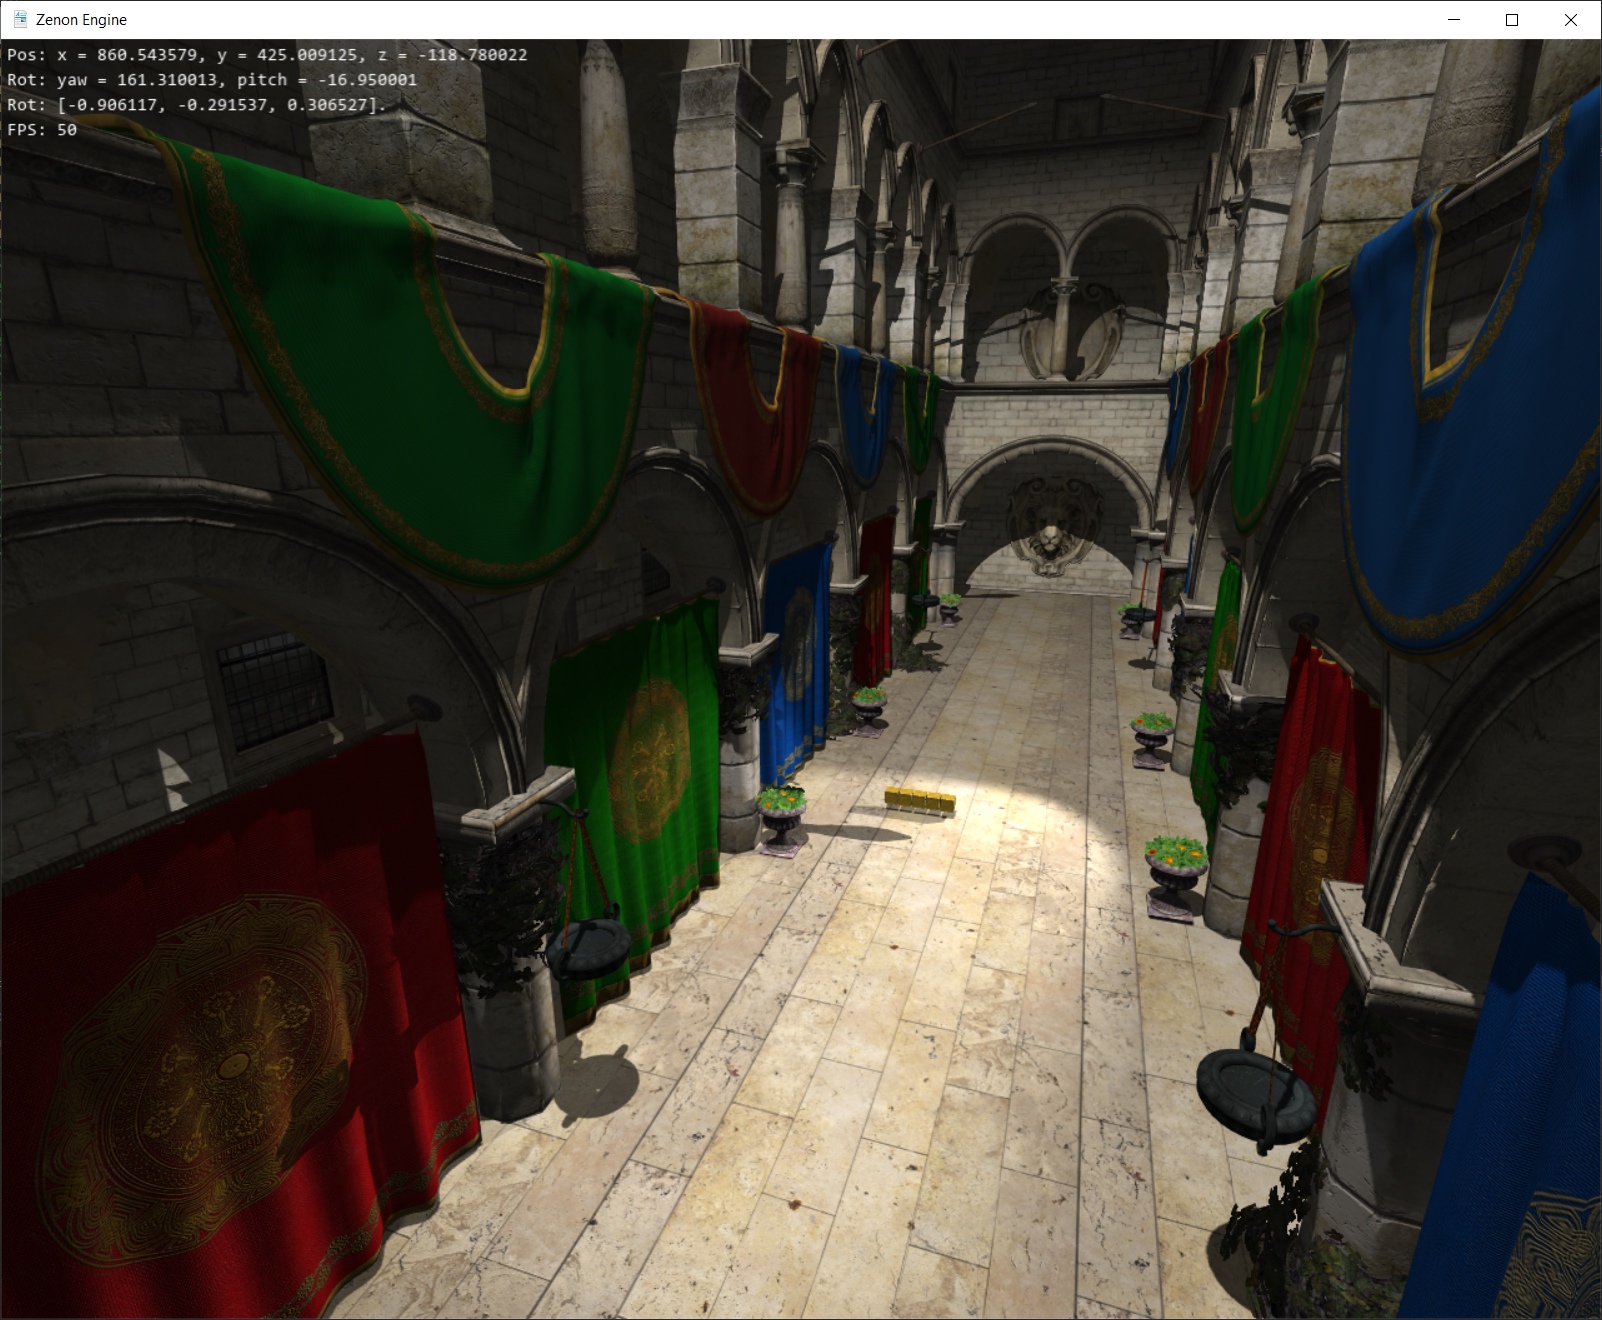 Zenon Engine
Pos: x = 860.543579, y = 425.009125, z = -118.780022
Rot: yaw = 161.310013, pitch = -16.950001
Rot: [-0.906117, -0.291537, 0.306527].
FPS: 50